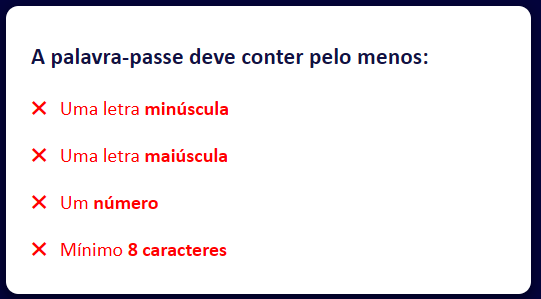 A palavra-passe deve conter pelo menos:
✕ Uma letra minúscula
✕ Uma letra maiúscula
✕ Um número
✕ Mínimo 8 caracteres